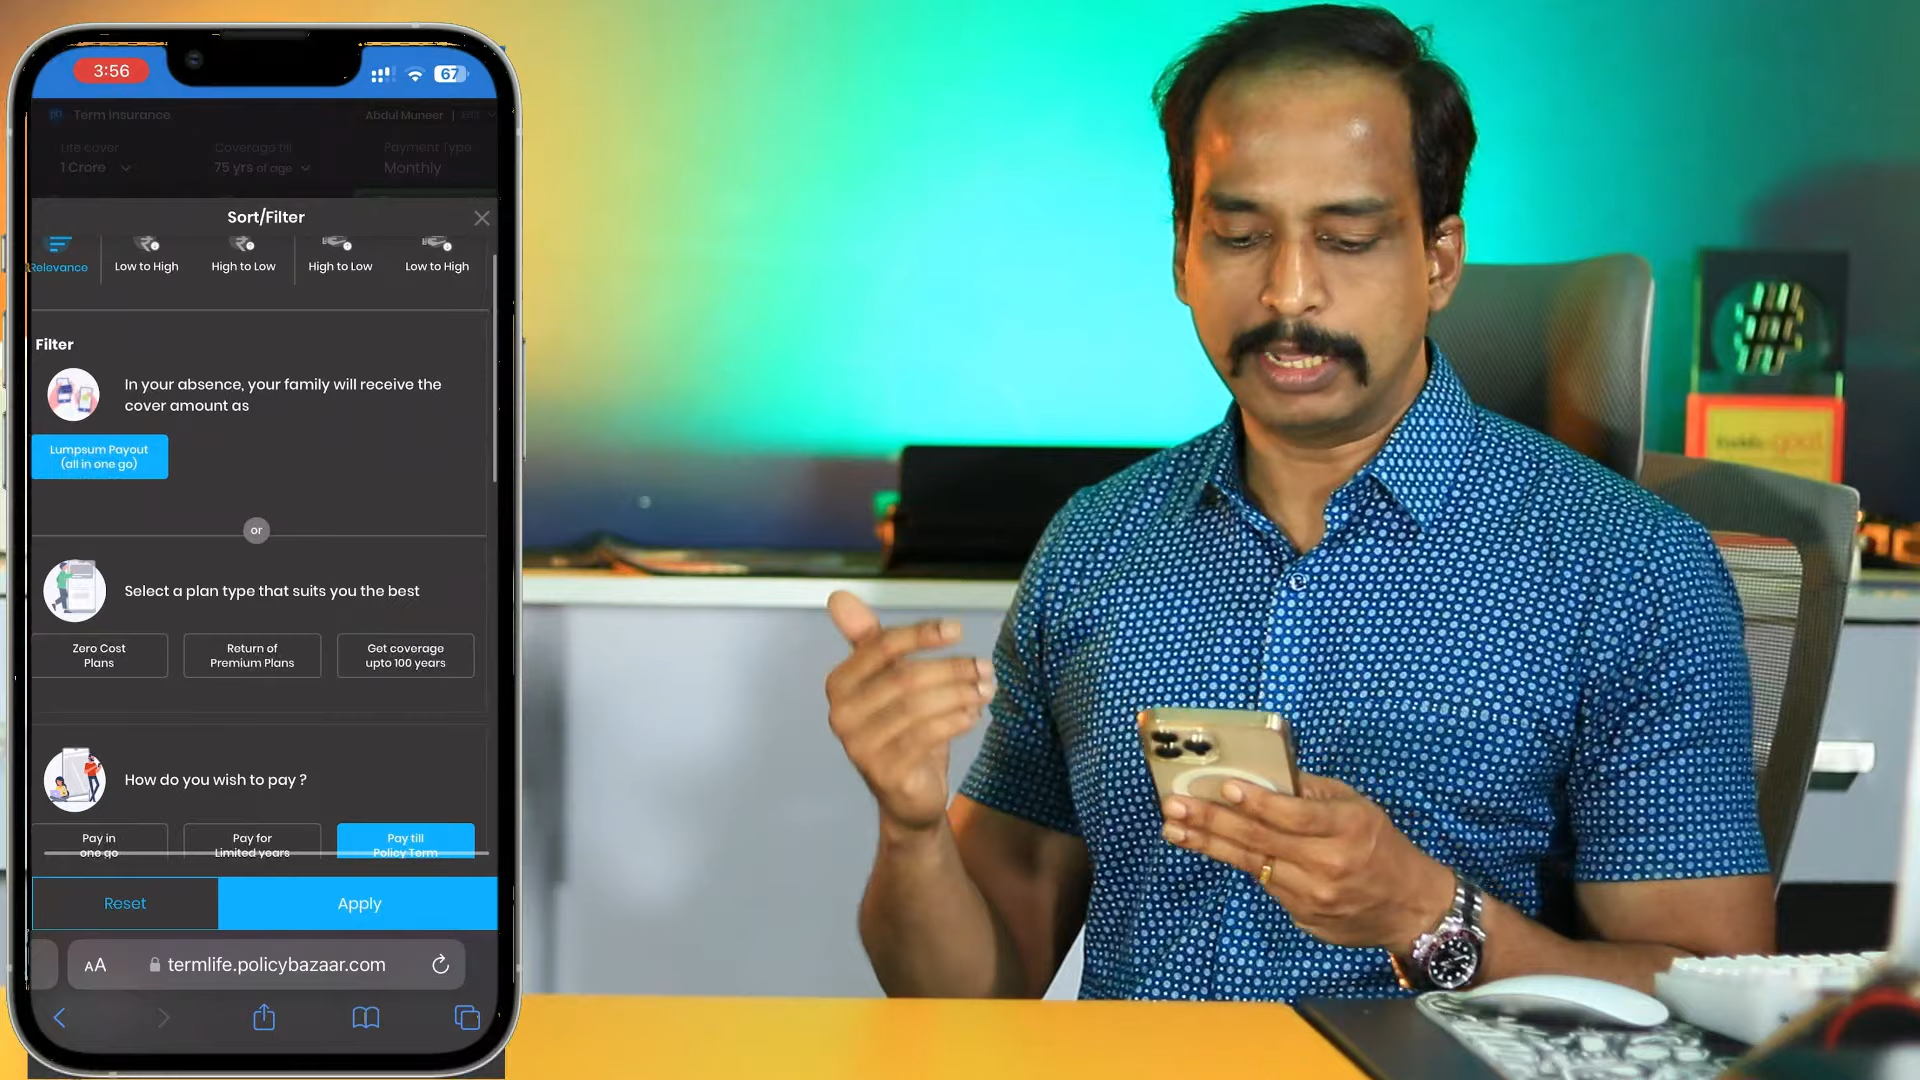 3:56
67
Term Insurance
Abdul Muneer | Edit
Life cover
Coverage till
Payment Type
1 Crore
75 yrs of age
Monthly
Sort/Filter
Relevance
Low to High
High to Low
High to Low
Low to High
Filter
In your absence, your family will receive the
cover amount as
Lumpsum Payout
(all in one go)
or
Select a plan type that suits you the best
Zero Cost
Plans
Return of
Premium Plans
Get coverage
upto 100 years
How do you wish to pay ?
Pay in
one go
Pay for
Limited years
Pay till
Policy Term
Reset
Apply
AA
termlife.policybazaar.com